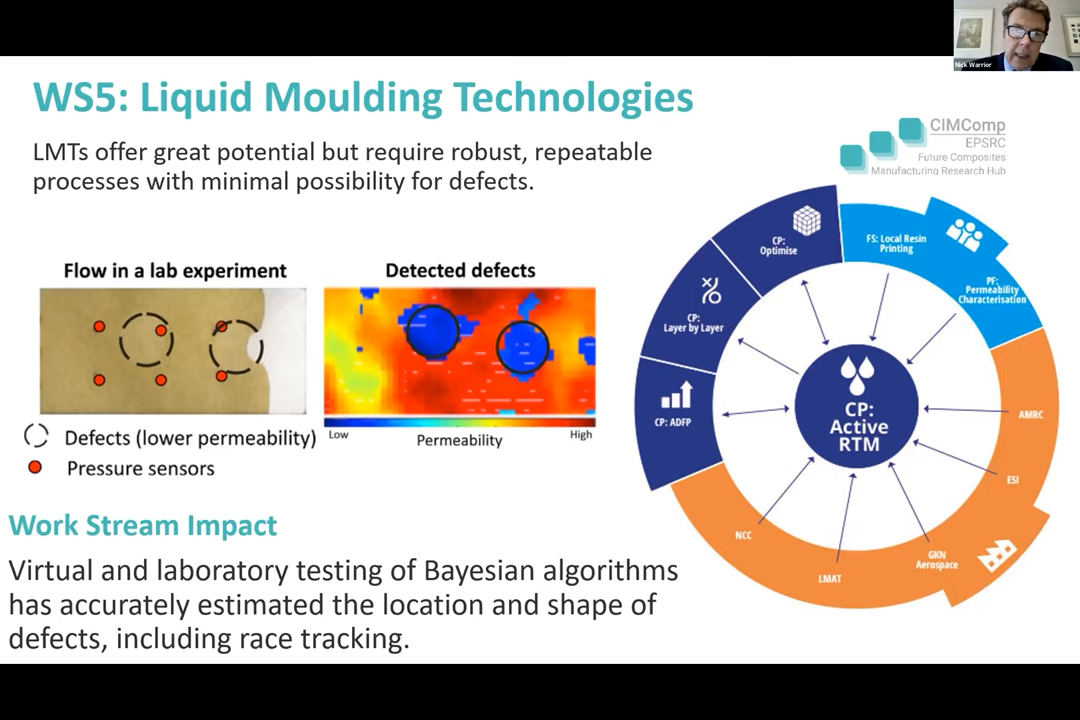 Nick Warrior
WS5: Liquid Moulding Technologies
LMTs offer great potential but require robust, repeatable
processes with minimal possibility for defects.
CIMComp
EPSRC
Future Composites
Manufacturing Research Hub
Flow in a lab experiment
Detected defects
Defects (lower permeability)
Pressure sensors
Low
Permeability
High
Work Stream Impact
Virtual and laboratory testing of Bayesian algorithms
has accurately estimated the location and shape of
defects, including race tracking.
CP:
Optimise
FS: Local Resin
Printing
PF:
Permeability
Characterisation
CP:
Layer by Layer
CP: ADFP
CP:
Active
RTM
AMRC
ESI
GKN
Aerospace
LMAT
NCC